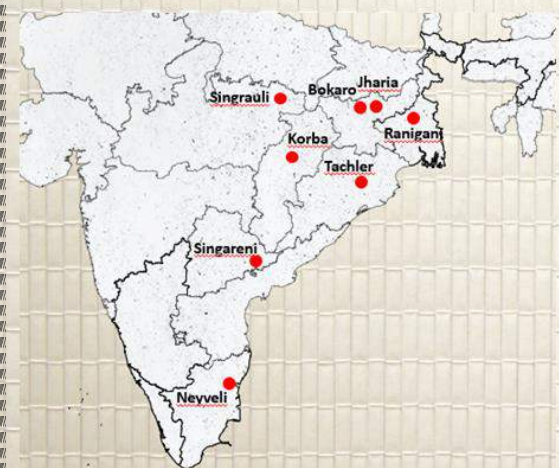 Jharia
Bokaro
Singrauli
Raniganj
Korba
Tachler
Singareni
Neyveli